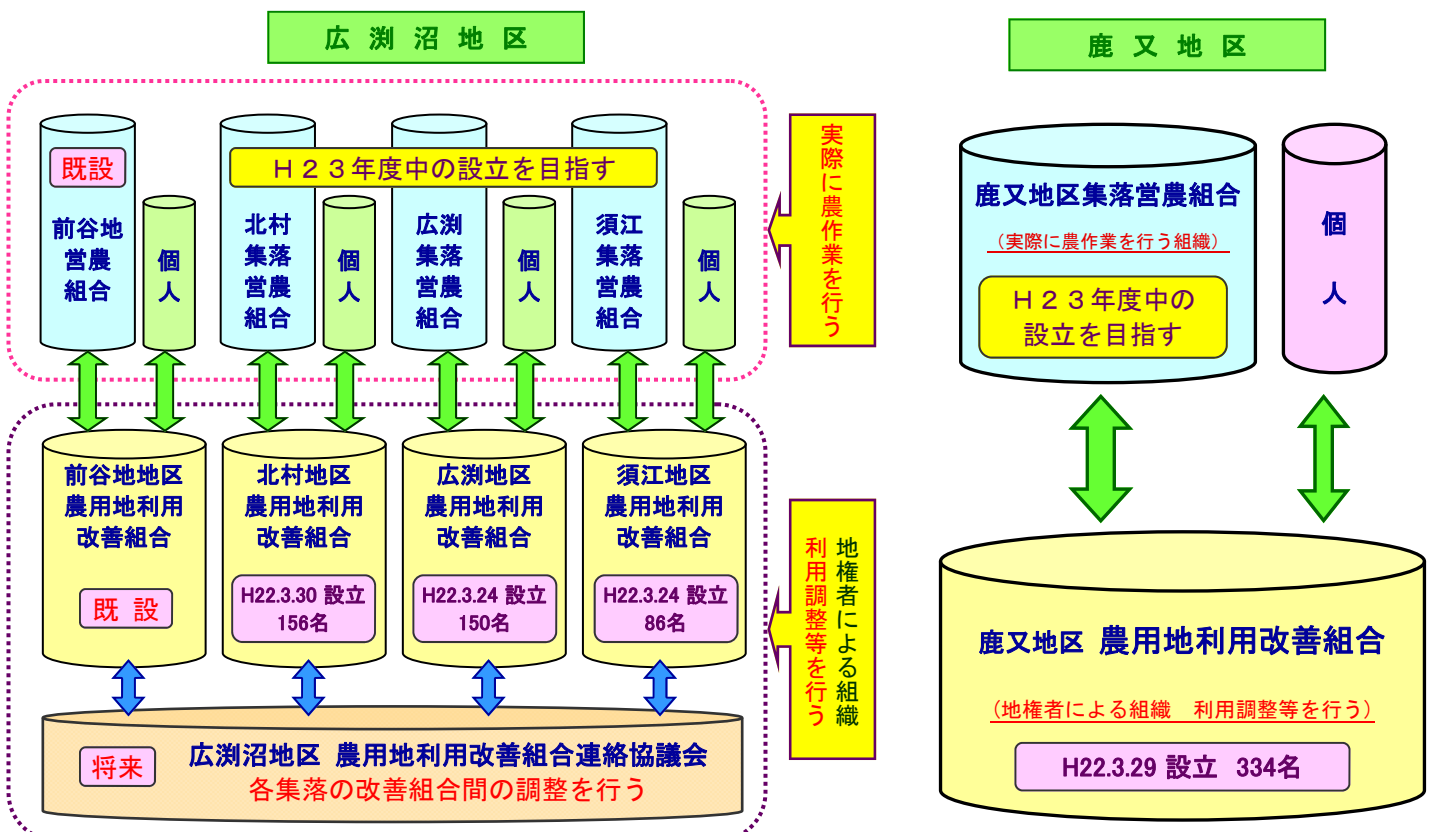 広 渕 沼 地 区
既設
前谷地
営農
組合
個
人
H23年度中の設立を目指す
北村
集落
営農
組合
個
人
広渕
集落
営農
組合
個
人
須江
集落
営農
組合
個
人
実際に農作業を行う
前谷地地区
農用地利用
改善組合
既 設
北村地区
農用地利用
改善組合
H22.3.30 設立
156名
広渕地区
農用地利用
改善組合
H22.3.24 設立
150名
須江地区
農用地利用
改善組合
H22.3.24 設立
86名
地権者による組織
利用調整等を行う
将来
広渕沼地区 農用地利用改善組合連絡協議会
各集落の改善組合間の調整を行う
鹿 又 地 区
鹿又地区集落営農組合
(実際に農作業を行う組織)
H23年度中の
設立を目指す
個
人
鹿又地区 農用地利用改善組合
(地権者による組織 利用調整等を行う)
H22.3.29 設立 334名